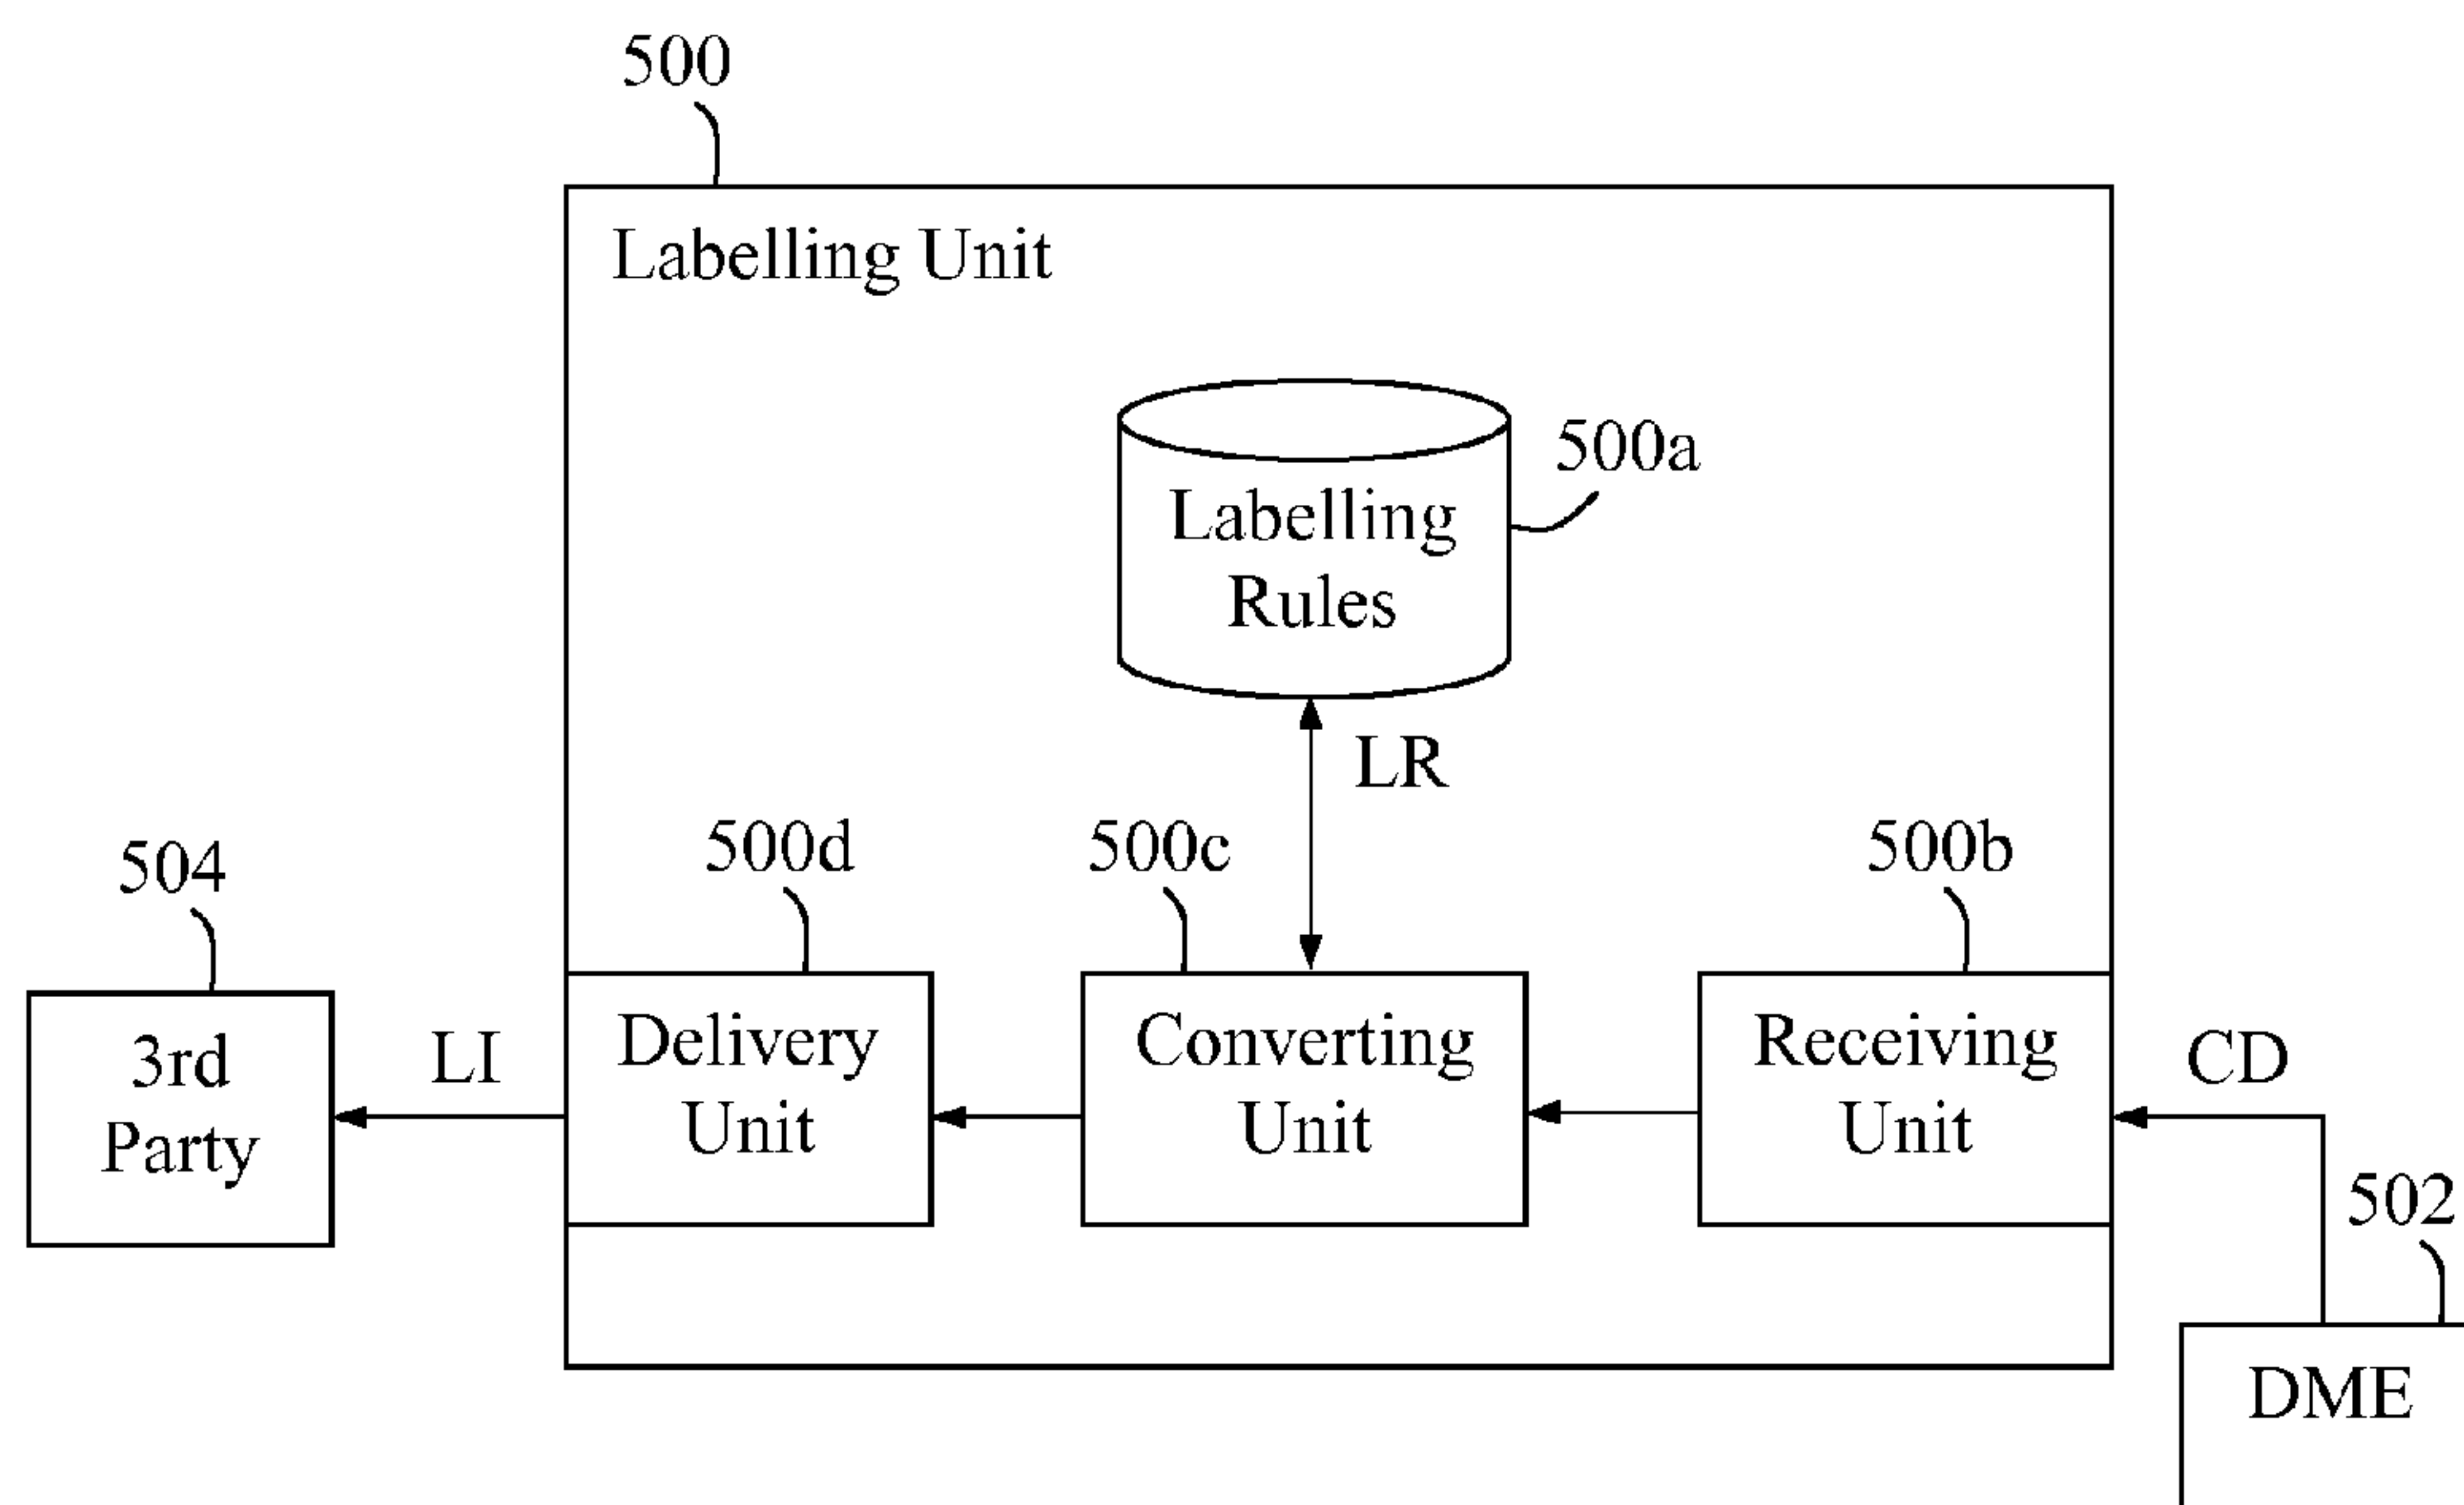 500
Labelling Unit
500a
Labelling
Rules
LR
504
500d
500c
500b
3rd
Party
LI
Delivery
Unit
Converting
Unit
Receiving
Unit
CD
502
DME